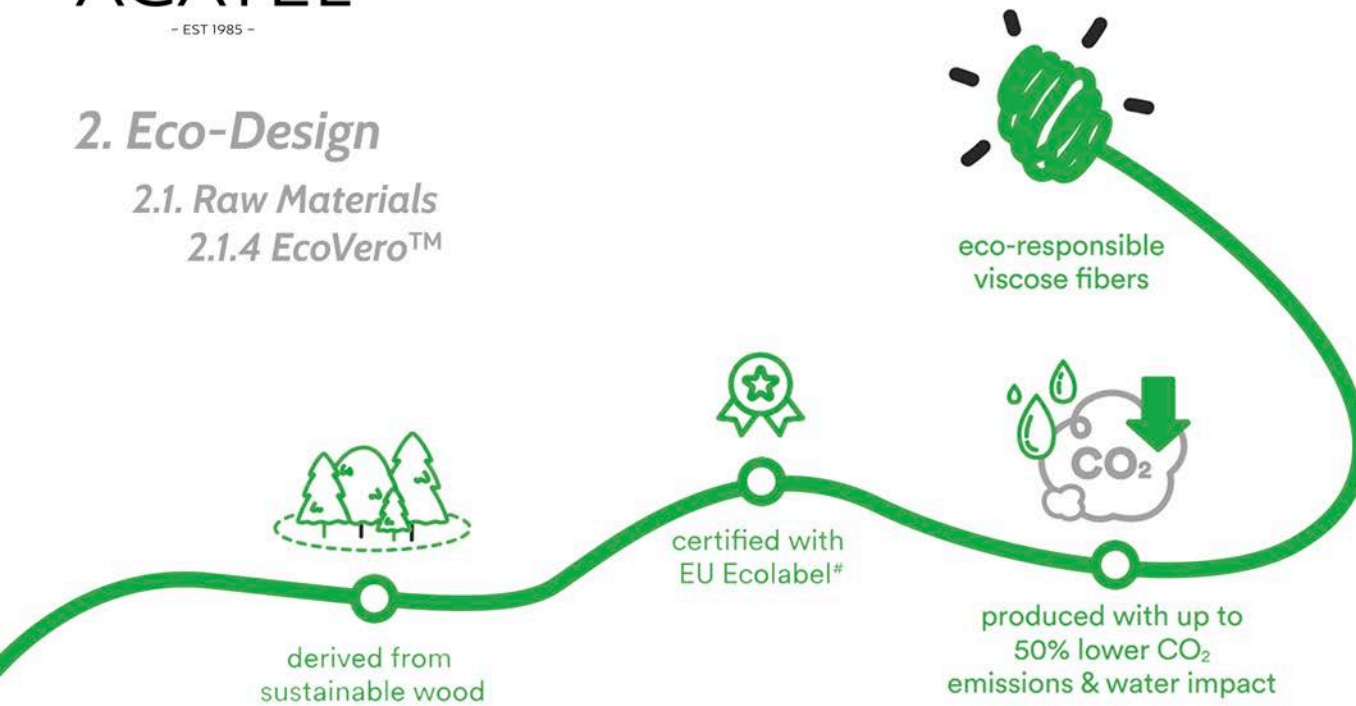 ACATEL
– EST 1985 –
2. Eco-Design
2.1. Raw Materials
2.1.4 EcoVero™
eco-responsible
viscose fibers
CO₂
certified with
EU Ecolabel#
derived from
sustainable wood
produced with up to
50% lower CO₂
emissions & water impact